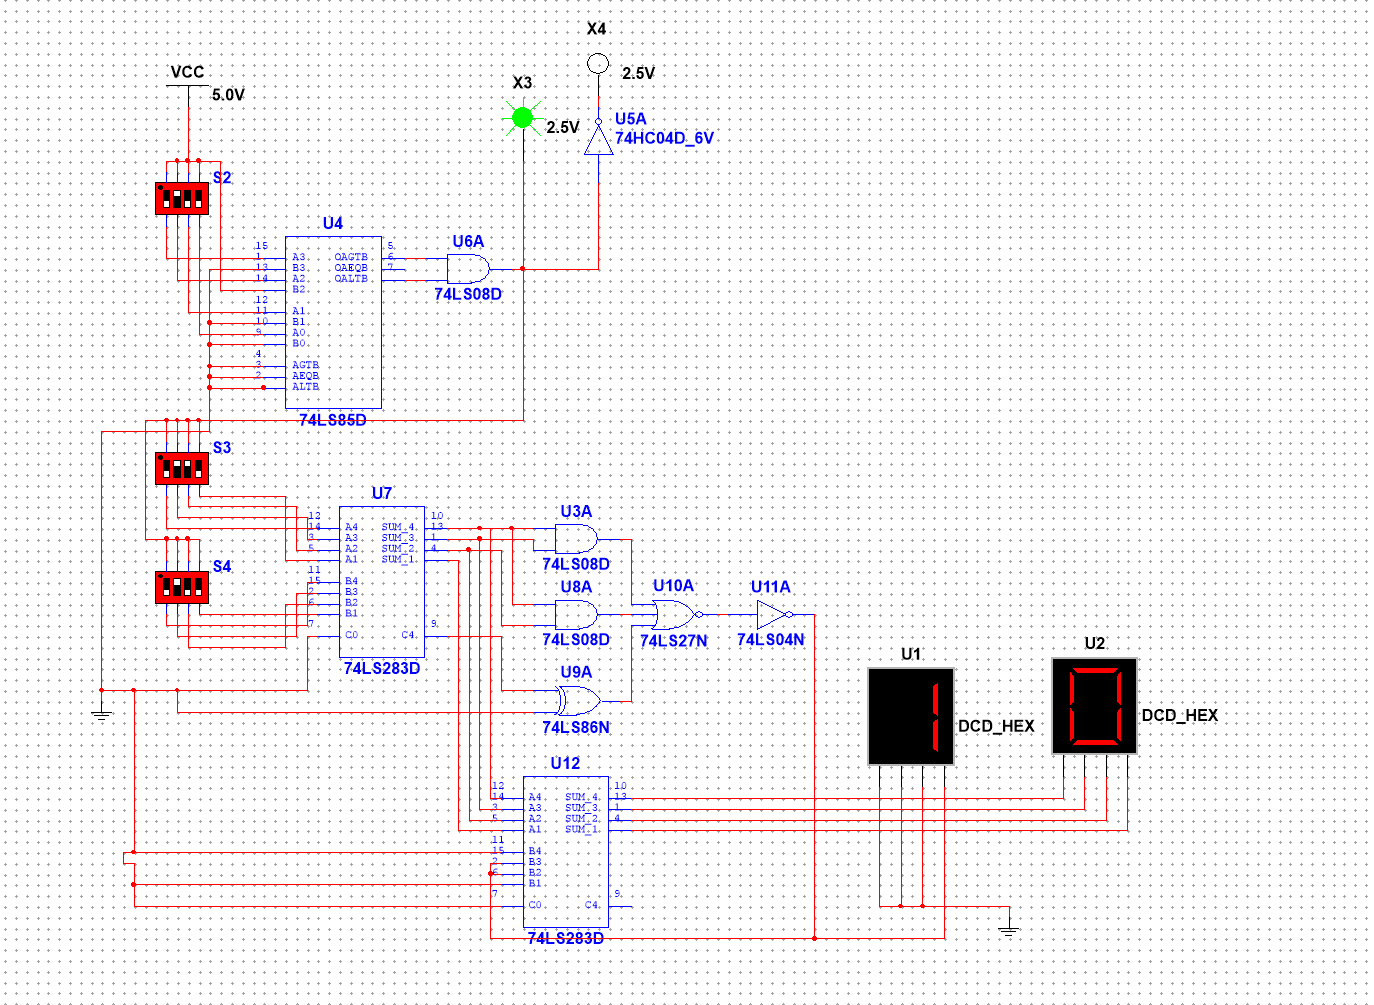 X4
2.5V
X3
2.5V
VCC
5.0V
U5A
74HC04D_6V
S2
U4
15
1
13
14
12
11
10
9
4
3
2
A3
B3
A2
B2
A1
B1
A0
B0
AGTB
AEQB
ALTB
OAGTB
OAEQB
OALTB
5
6
7
74LS85D
U6A
74LS08D
S3
S4
U7
12
14
3
5
11
15
2
6
7
A4
A3
A2
A1
B4
B3
B2
B1
C0
SUM_4
SUM_3
SUM_2
SUM_1
C4
10
13
1
4
9
74LS283D
U3A
74LS08D
U8A
74LS08D
U10A
74LS27N
U11A
74LS04N
U9A
74LS86N
U1
1
DCD_HEX
U2
0
DCD_HEX
U12
12
14
3
5
11
15
2
6
7
A4
A3
A2
A1
B4
B3
B2
B1
C0
SUM_4
SUM_3
SUM_2
SUM_1
C4
10
13
1
4
9
74LS283D